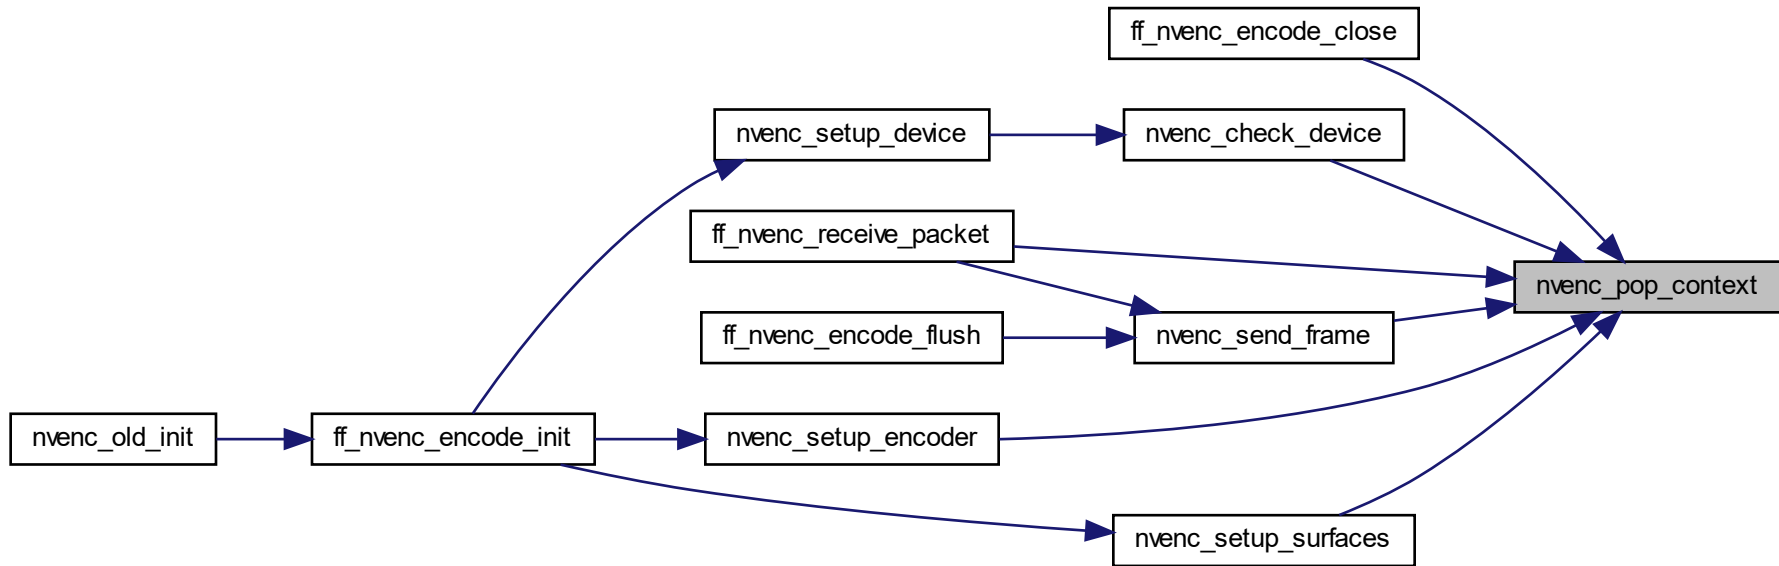 ff_nvenc_encode_close
nvenc_setup_device
nvenc_check_device
ff_nvenc_receive_packet
nvenc_pop_context
ff_nvenc_encode_flush
nvenc_send_frame
nvenc_old_init
ff_nvenc_encode_init
nvenc_setup_encoder
nvenc_setup_surfaces